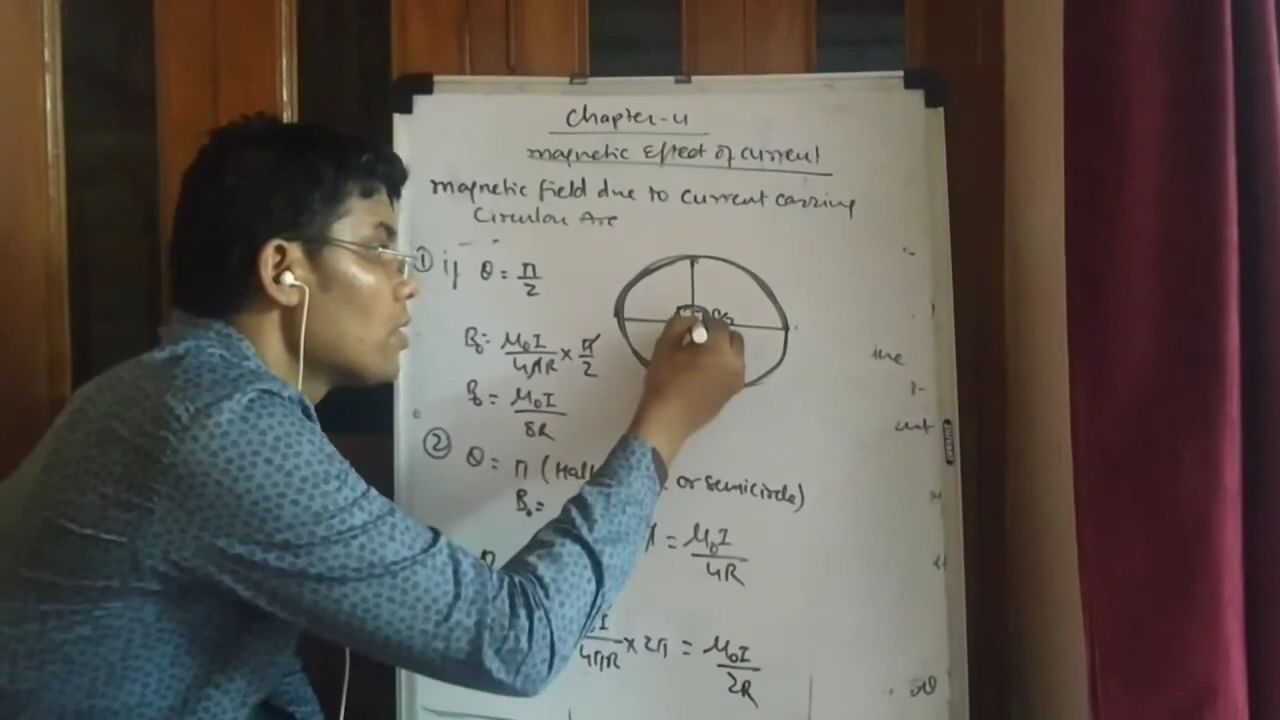 Chapter-4
magnetic Effect of current
magnetic field due to current carring
Circular Arc
① if θ = π/2
B₀ = μ₀I/4πR × π/2
B₀ = μ₀I/8R
② θ = π (Half or semicircle)
B₀ =
= μ₀I/4R
I/4πR × 2π = μ₀I/2R